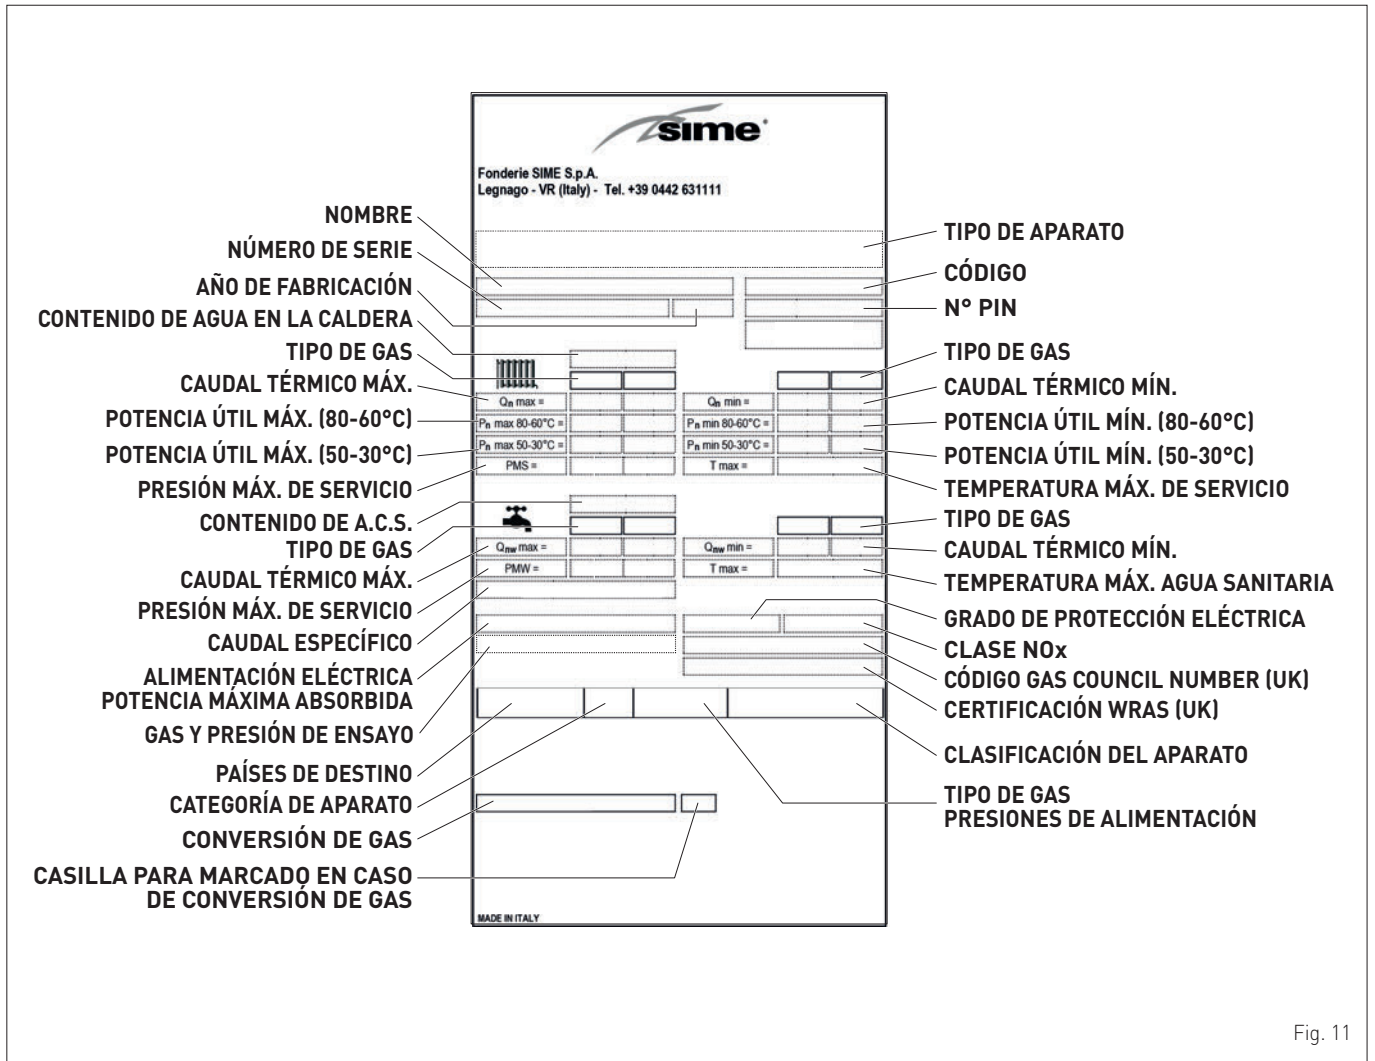 sime
Fonderie SIME S.p.A.
Legnago - VR (Italy) - Tel. +39 0442 631111
NOMBRE
NÚMERO DE SERIE
AÑO DE FABRICACIÓN
CONTENIDO DE AGUA EN LA CALDERA
TIPO DE GAS
CAUDAL TÉRMICO MÁX.
POTENCIA ÚTIL MÁX. (80-60°C)
POTENCIA ÚTIL MÁX. (50-30°C)
PRESIÓN MÁX. DE SERVICIO
CONTENIDO DE A.C.S.
TIPO DE GAS
CAUDAL TÉRMICO MÁX.
PRESIÓN MÁX. DE SERVICIO
CAUDAL ESPECÍFICO
ALIMENTACIÓN ELÉCTRICA
POTENCIA MÁXIMA ABSORBIDA
GAS Y PRESIÓN DE ENSAYO
PAÍSES DE DESTINO
CATEGORÍA DE APARATO
CONVERSIÓN DE GAS
CASILLA PARA MARCADO EN CASO
DE CONVERSIÓN DE GAS
Qn max =
Qn min =
Pn max 80-60°C =
Pn min 80-60°C =
Pn max 50-30°C =
Pn min 50-30°C =
PMS =
T max =
Qnw max =
Qnw min =
PMW =
T max =
MADE IN ITALY
TIPO DE APARATO
CÓDIGO
N° PIN
TIPO DE GAS
CAUDAL TÉRMICO MÍN.
POTENCIA ÚTIL MÍN. (80-60°C)
POTENCIA ÚTIL MÍN. (50-30°C)
TEMPERATURA MÁX. DE SERVICIO
TIPO DE GAS
CAUDAL TÉRMICO MÍN.
TEMPERATURA MÁX. AGUA SANITARIA
GRADO DE PROTECCIÓN ELÉCTRICA
CLASE NOx
CÓDIGO GAS COUNCIL NUMBER (UK)
CERTIFICACIÓN WRAS (UK)
CLASIFICACIÓN DEL APARATO
TIPO DE GAS
PRESIONES DE ALIMENTACIÓN
Fig. 11